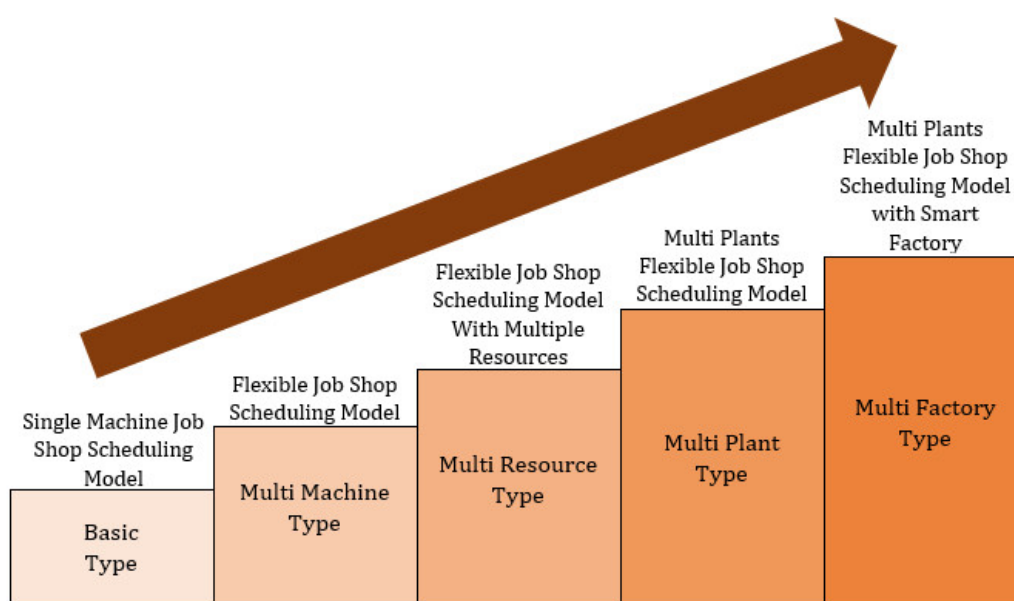 Single Machine Job
Shop Scheduling
Model
Basic
Type
Flexible Job Shop
Scheduling Model
Multi Machine
Type
Flexible Job Shop
Scheduling Model
With Multiple
Resources
Multi Resource
Type
Multi Plants
Flexible Job Shop
Scheduling Model
Multi Plant
Type
Multi Plants
Flexible Job Shop
Scheduling Model
with Smart
Factory
Multi Factory
Type